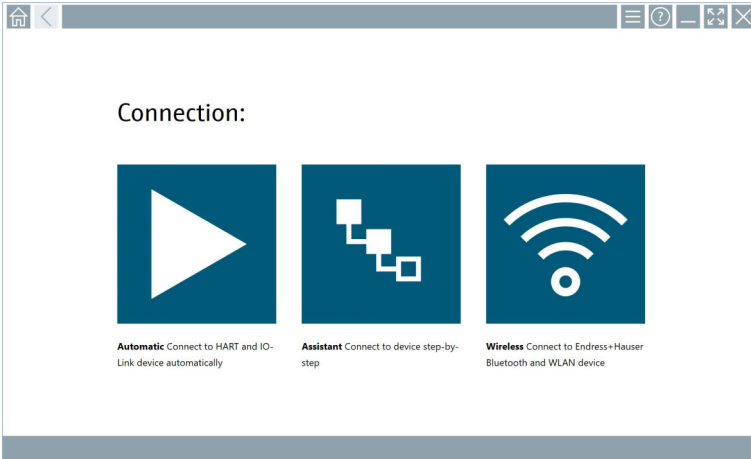 Connection:
Automatic Connect to HART and IO-
Link device automatically
Assistant Connect to device step-by-
step
Wireless Connect to Endress+Hauser
Bluetooth and WLAN device